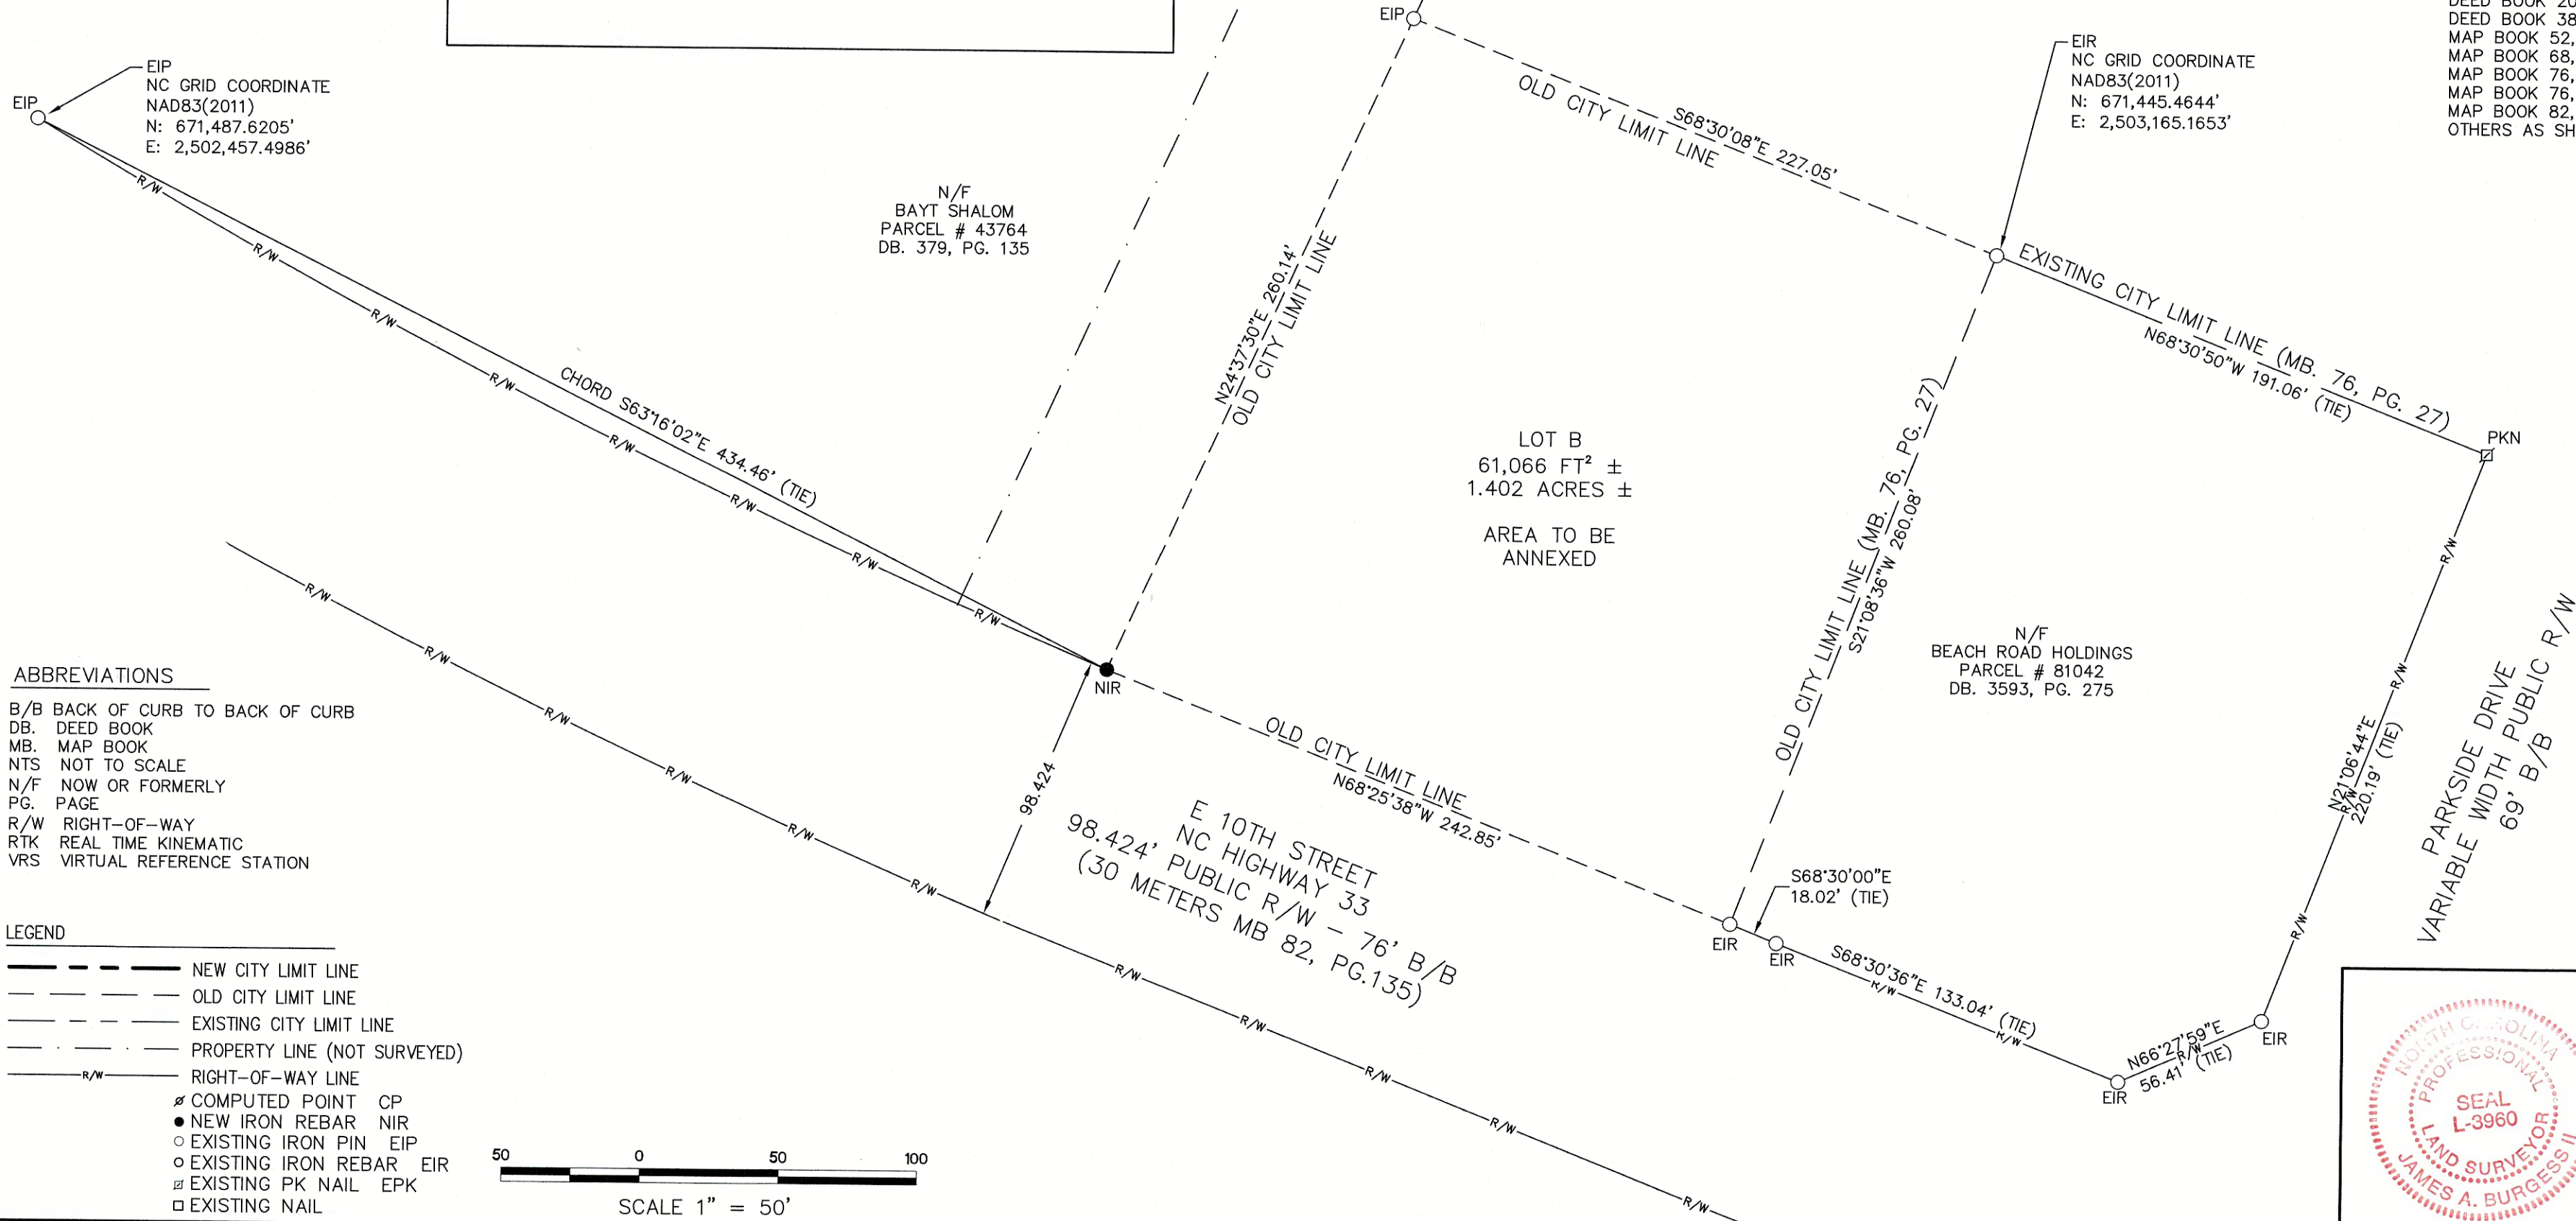 EIP
EIP
NC GRID COORDINATE
NAD83(2011)
N: 671,487.6205'
E: 2,502,457.4986'
N/F
BAYT SHALOM
PARCEL # 43764
DB. 379, PG. 135
EIP
OLD CITY LIMIT LINE
S68°30'08"E 227.05'
EIR
NC GRID COORDINATE
NAD83(2011)
N: 671,445.4644'
E: 2,503,165.1653'
DEED BOOK 38
MAP BOOK 52,
MAP BOOK 68,
MAP BOOK 76,
MAP BOOK 76,
MAP BOOK 82,
OTHERS AS SH
EXISTING CITY LIMIT LINE (MB. 76, PG. 27)
N68°30'50"W 191.06' (TIE)
PKN
N24°37'30"E 260.14'
OLD CITY LIMIT LINE
CHORD S63°16'02"E 434.46' (TIE)
R/W
R/W
R/W
R/W
R/W
R/W
R/W
R/W
LOT B
61,066 FT² ±
1.402 ACRES ±
AREA TO BE
ANNEXED
OLD CITY LIMIT LINE (MB. 76, PG. 27)
S21°08'36"W 260.08'
N/F
BEACH ROAD HOLDINGS
PARCEL # 81042
DB. 3593, PG. 275
R/W
R/W
N21°06'44"E
R/W
220.19' (TIE)
R/W
PARKSIDE DRIVE
VARIABLE WIDTH PUBLIC R/W
69' B/B
NIR
OLD CITY LIMIT LINE
N68°25'38"W 242.85'
98.424
E 10TH STREET
NC HIGHWAY 33
98.424' PUBLIC R/W - 76' B/B
(30 METERS MB 82, PG.135)
S68°30'00"E
18.02' (TIE)
EIR
EIR
S68°30'36"E 133.04' (TIE)
R/W
R/W
N66°27'59"E
R/W
56.41' (TIE)
EIR
EIR
R/W
R/W
R/W
R/W
R/W
R/W
R/W
R/W
R/W
R/W
R/W
ABBREVIATIONS
B/B BACK OF CURB TO BACK OF CURB
DB. DEED BOOK
MB. MAP BOOK
NTS NOT TO SCALE
N/F NOW OR FORMERLY
PG. PAGE
R/W RIGHT-OF-WAY
RTK REAL TIME KINEMATIC
VRS VIRTUAL REFERENCE STATION
LEGEND
NEW CITY LIMIT LINE
OLD CITY LIMIT LINE
EXISTING CITY LIMIT LINE
PROPERTY LINE (NOT SURVEYED)
R/W RIGHT-OF-WAY LINE
COMPUTED POINT CP
NEW IRON REBAR NIR
EXISTING IRON PIN EIP
EXISTING IRON REBAR EIR
EXISTING PK NAIL EPK
EXISTING NAIL
50 0 50 100
SCALE 1" = 50'
NORTH CAROLINA
PROFESSIONAL
SEAL
L-3960
LAND SURVEYOR
JAMES A. BURGESS II